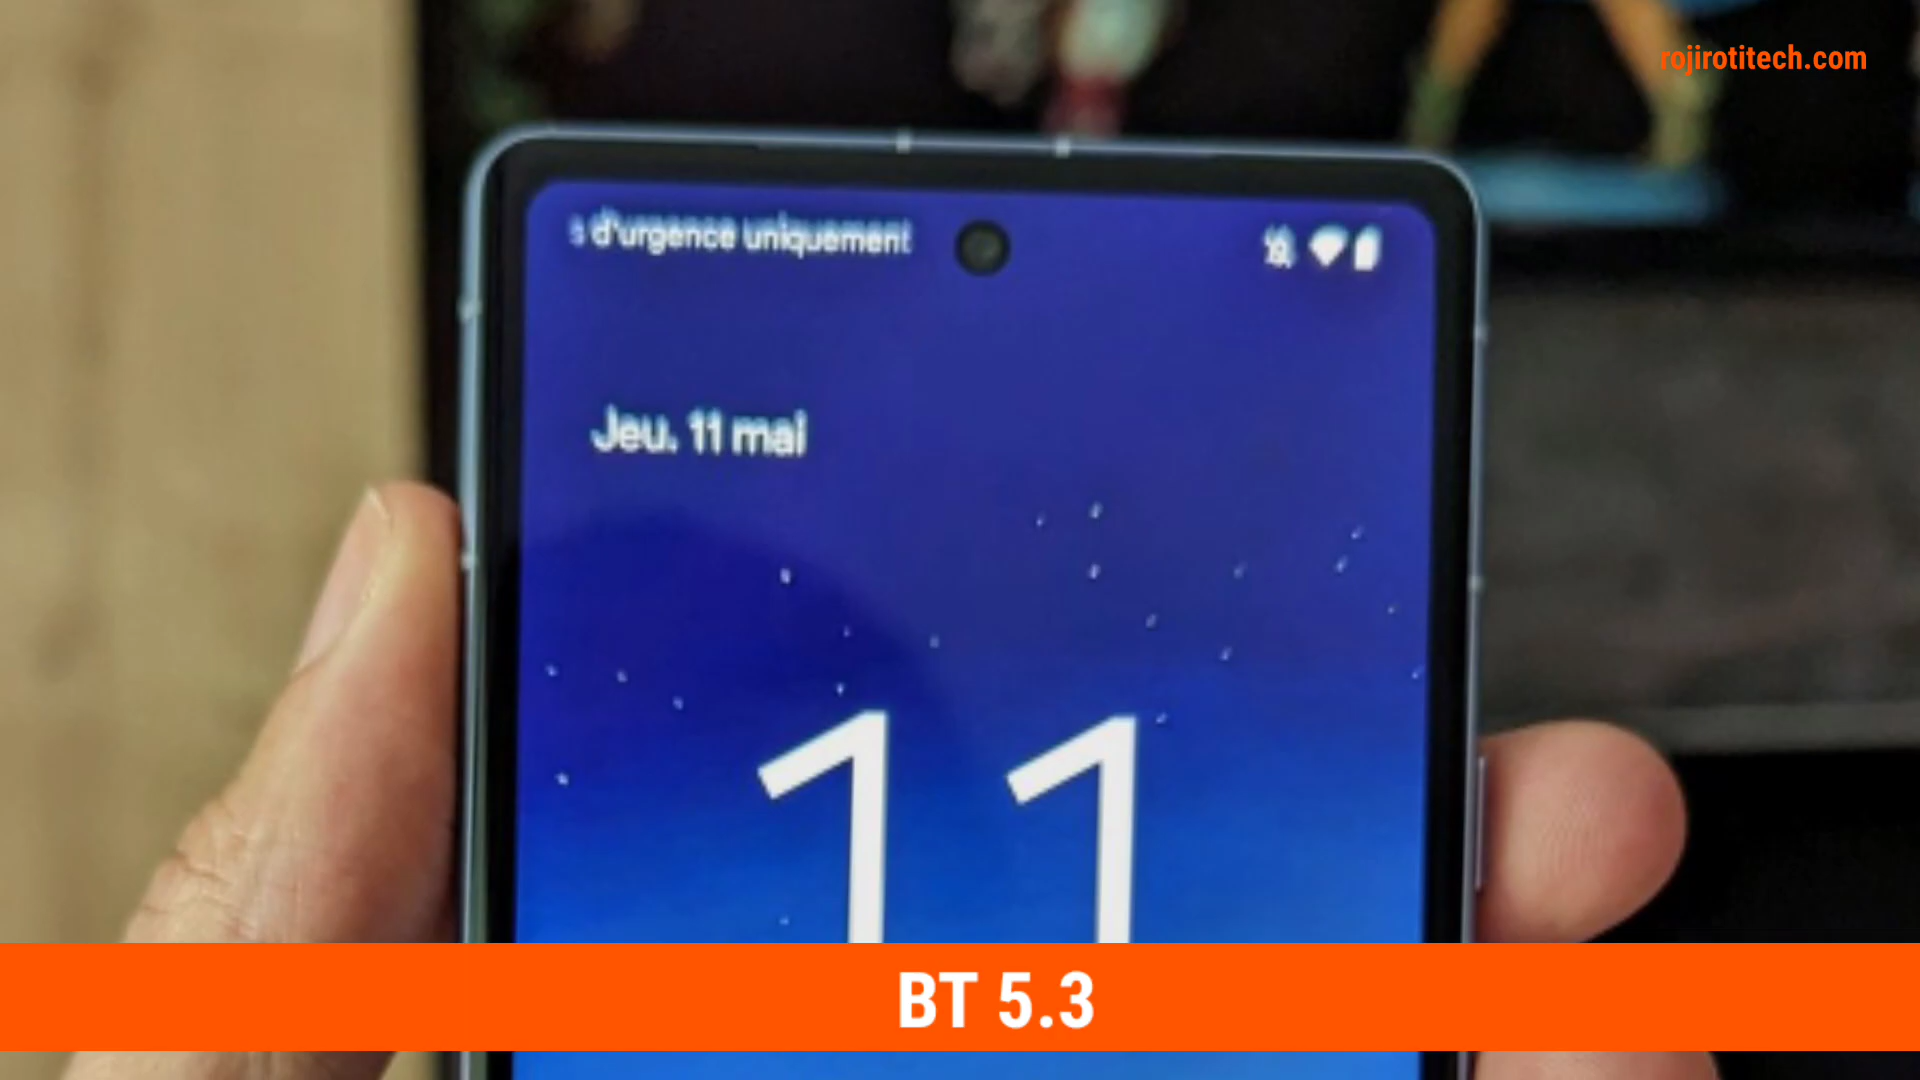 rojirotitech.com
s d'urgence uniquement
Jeu. 11 mai
11
BT 5.3